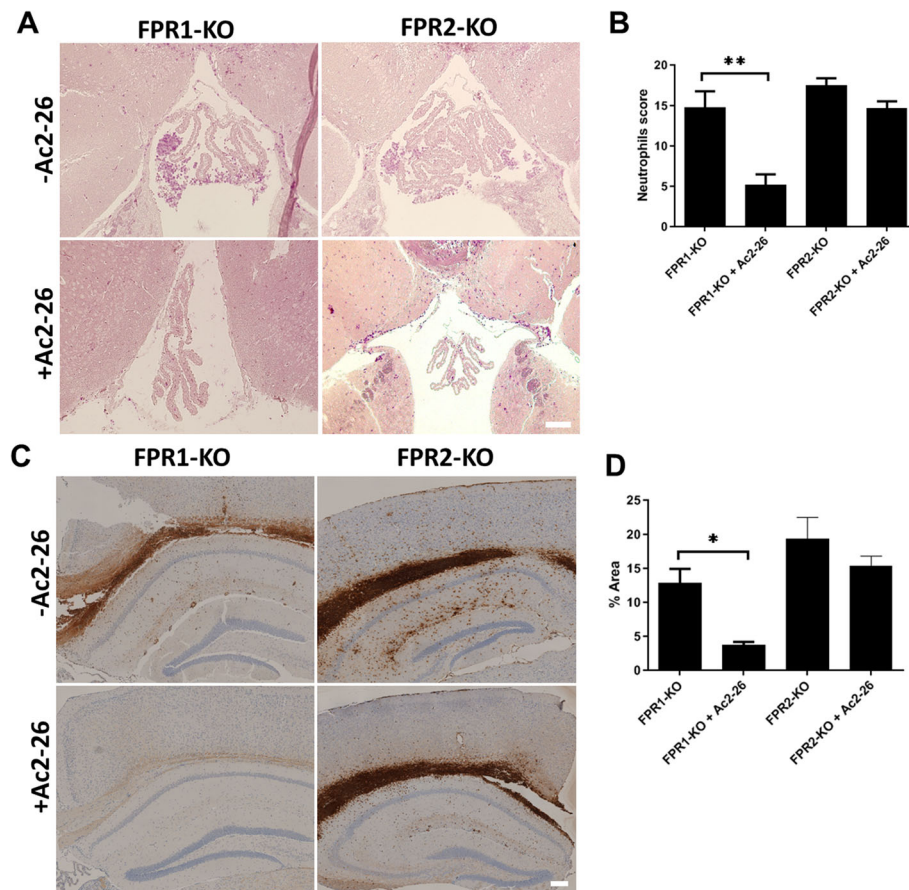 A
FPR1-KO
FPR2-KO
-Ac2-26
+Ac2-26
B
**
Neutrophils score
20
15
10
5
0
FPR1-KO
FPR1-KO + Ac2-26
FPR2-KO
FPR2-KO + Ac2-26
C
FPR1-KO
FPR2-KO
-Ac2-26
+Ac2-26
D
*
% Area
25
20
15
10
5
0
FPR1-KO
FPR1-KO + Ac2-26
FPR2-KO
FPR2-KO + Ac2-26